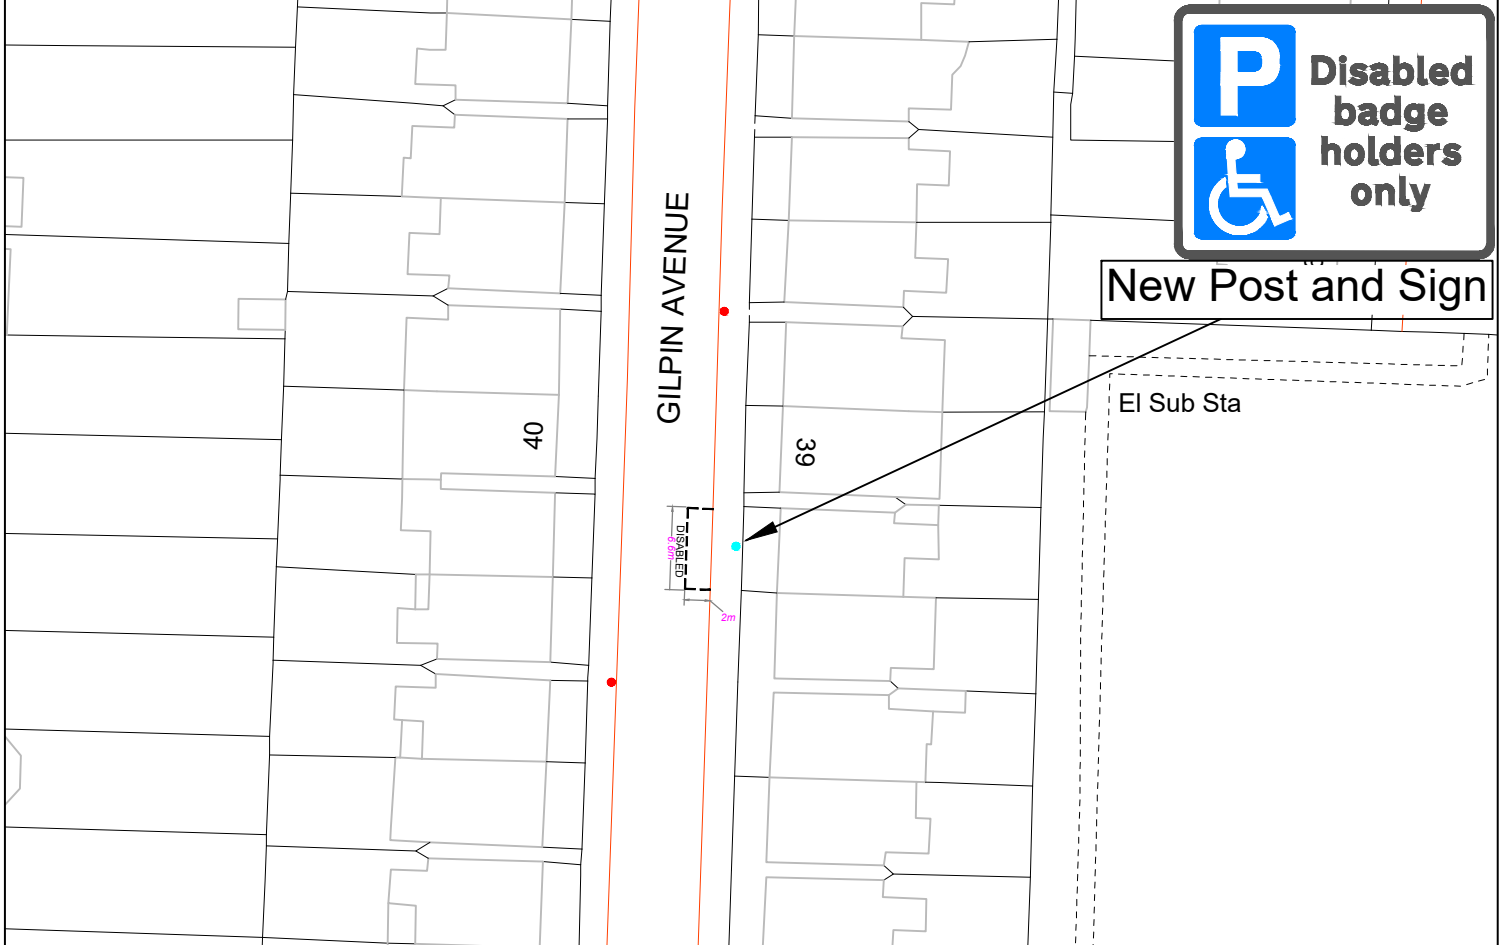 P
Disabled
badge
holders
only
New Post and Sign
GILPIN AVENUE
El Sub Sta
40
39
DISABLED
6.6m
2m